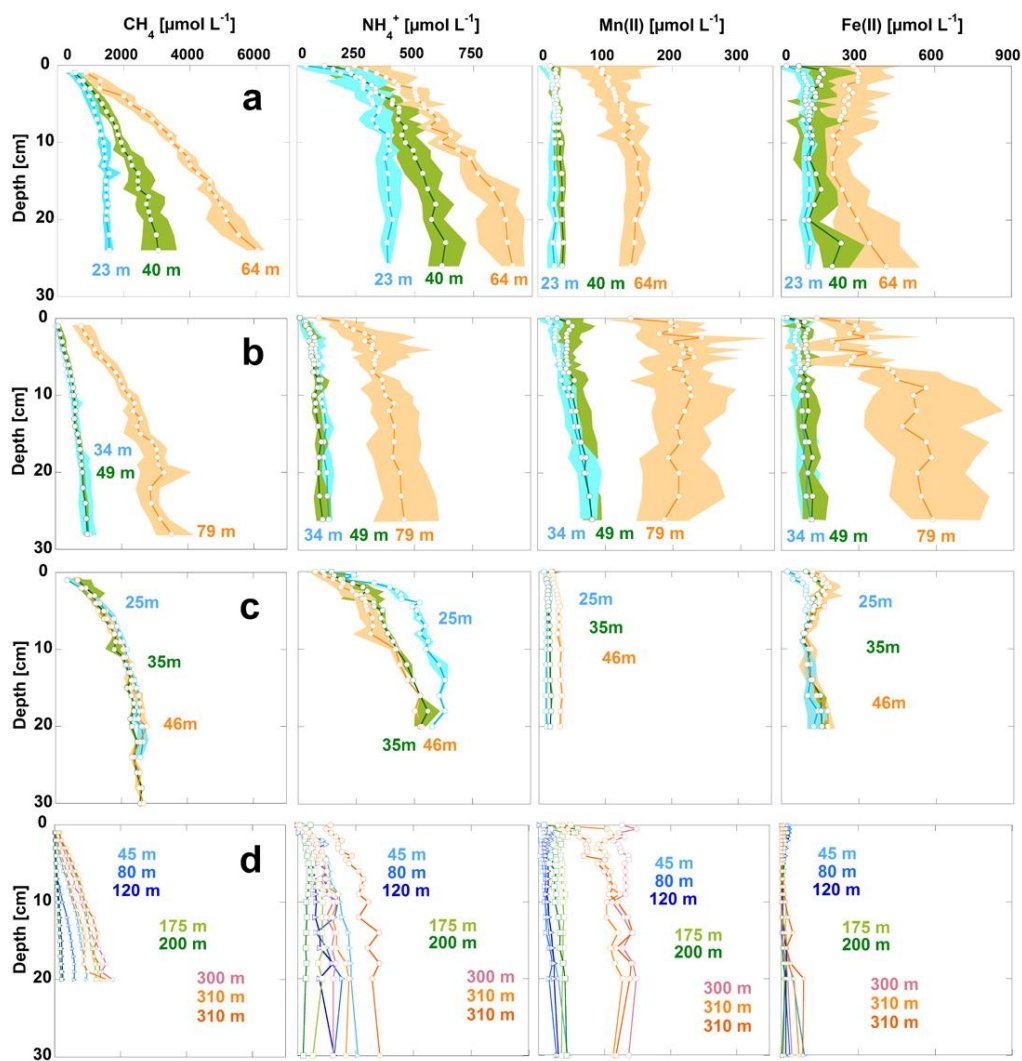 CH₄ [µmol L⁻¹] NH₄⁺ [µmol L⁻¹] Mn(II) [µmol L⁻¹] Fe(II) [µmol L⁻¹]
0 2000 4000 6000 0 250 500 750 0 100 200 300 0 300 600 900
0
10
20
30
Depth [cm]
a
23 m 40 m 64 m
23 m 40 m 64 m
23 m 40 m 64m
23 m 40 m 64 m
0
10
20
30
Depth [cm]
b
34 m
49 m
79 m
34 m 49 m 79 m
34 m 49 m 79 m
34 m 49 m 79 m
0
10
20
30
Depth [cm]
c
25m
35m
46m
25m
35m 46m
25m
35m
46m
25m
35m
46m
0
10
20
30
Depth [cm]
d
45 m
80 m
120 m
175 m
200 m
300 m
310 m
310 m
45 m
80 m
120 m
175 m
200 m
300 m
310 m
310 m
45 m
80 m
120 m
175 m
200 m
300 m
310 m
310 m
45 m
80 m
120 m
175 m
200 m
300 m
310 m
310 m